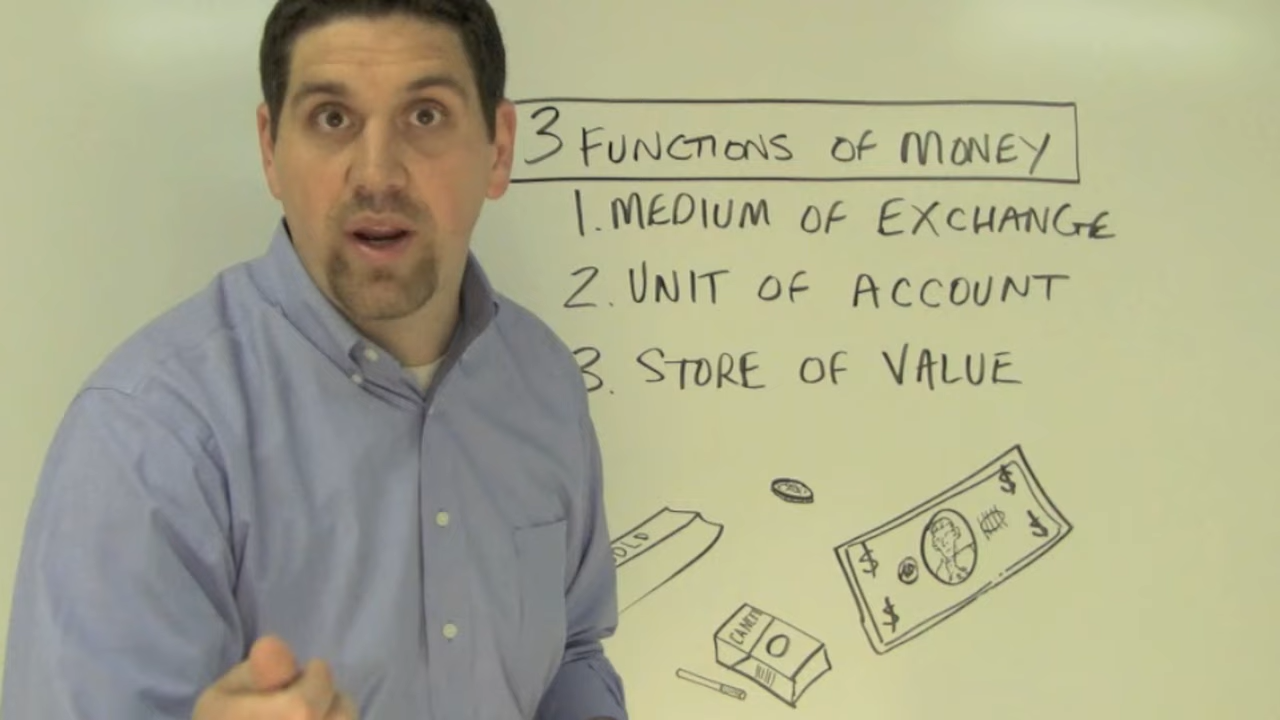 3 FUNCTIONS OF MONEY
1. MEDIUM OF EXCHANGE
2. UNIT OF ACCOUNT
3. STORE OF VALUE
$ $
$ $